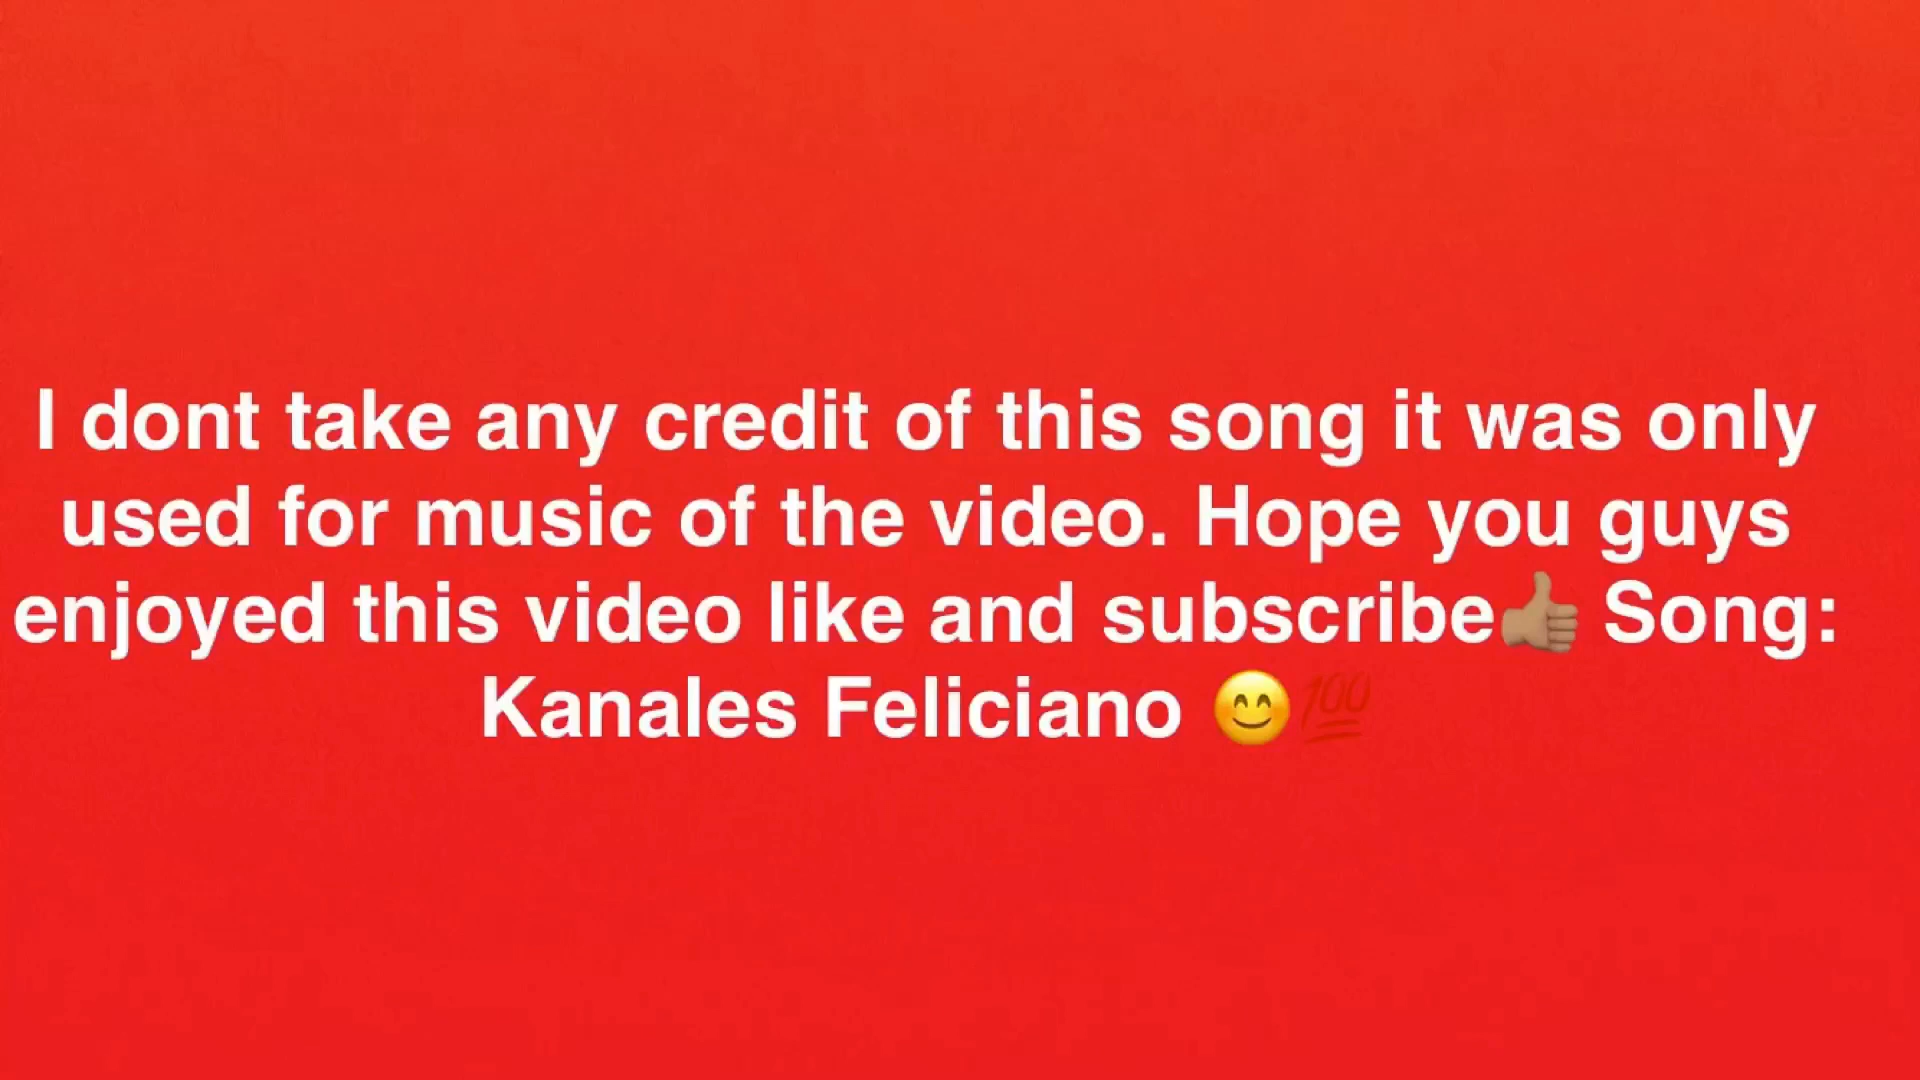 I dont take any credit of this song it was only
used for music of the video. Hope you guys
enjoyed this video like and subscribe👍🏽 Song:
Kanales Feliciano 😊💯